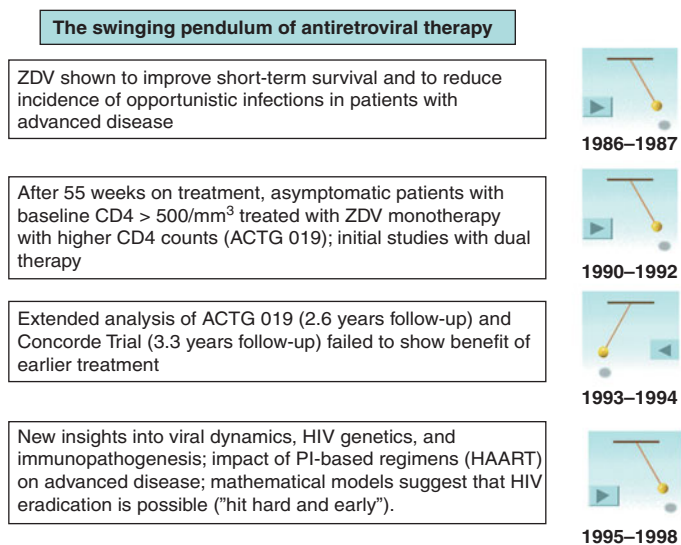 The swinging pendulum of antiretroviral therapy
ZDV shown to improve short-term survival and to reduce
incidence of opportunistic infections in patients with
advanced disease
1986–1987
After 55 weeks on treatment, asymptomatic patients with
baseline CD4 > 500/mm³ treated with ZDV monotherapy
with higher CD4 counts (ACTG 019); initial studies with dual
therapy
1990–1992
Extended analysis of ACTG 019 (2.6 years follow-up) and
Concorde Trial (3.3 years follow-up) failed to show benefit of
earlier treatment
1993–1994
New insights into viral dynamics, HIV genetics, and
immunopathogenesis; impact of PI-based regimens (HAART)
on advanced disease; mathematical models suggest that HIV
eradication is possible (”hit hard and early”).
1995–1998